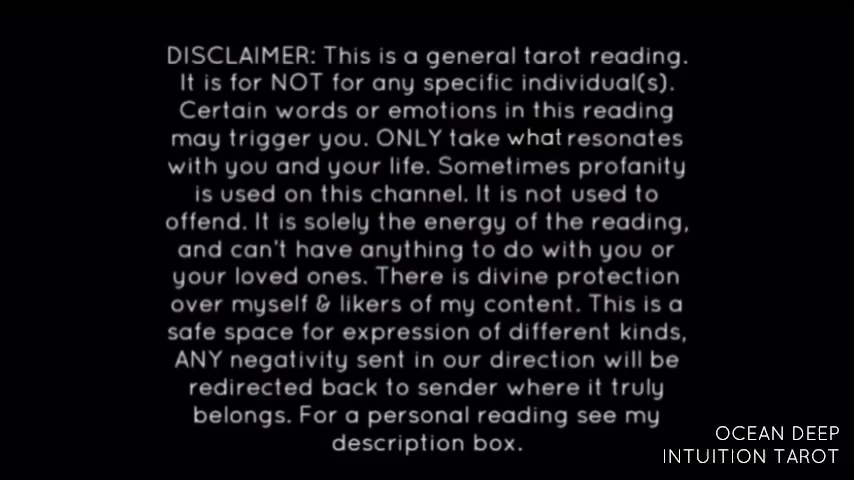 DISCLAIMER: This is a general tarot reading.
It is for NOT for any specific individual(s).
Certain words or emotions in this reading
may trigger you. ONLY take what resonates
with you and your life. Sometimes profanity
is used on this channel. It is not used to
offend. It is solely the energy of the reading,
and can't have anything to do with you or
your loved ones. There is divine protection
over myself & likers of my content. This is a
safe space for expression of different kinds,
ANY negativity sent in our direction will be
redirected back to sender where it truly
belongs. For a personal reading see my
description box.
OCEAN DEEP
INTUITION TAROT